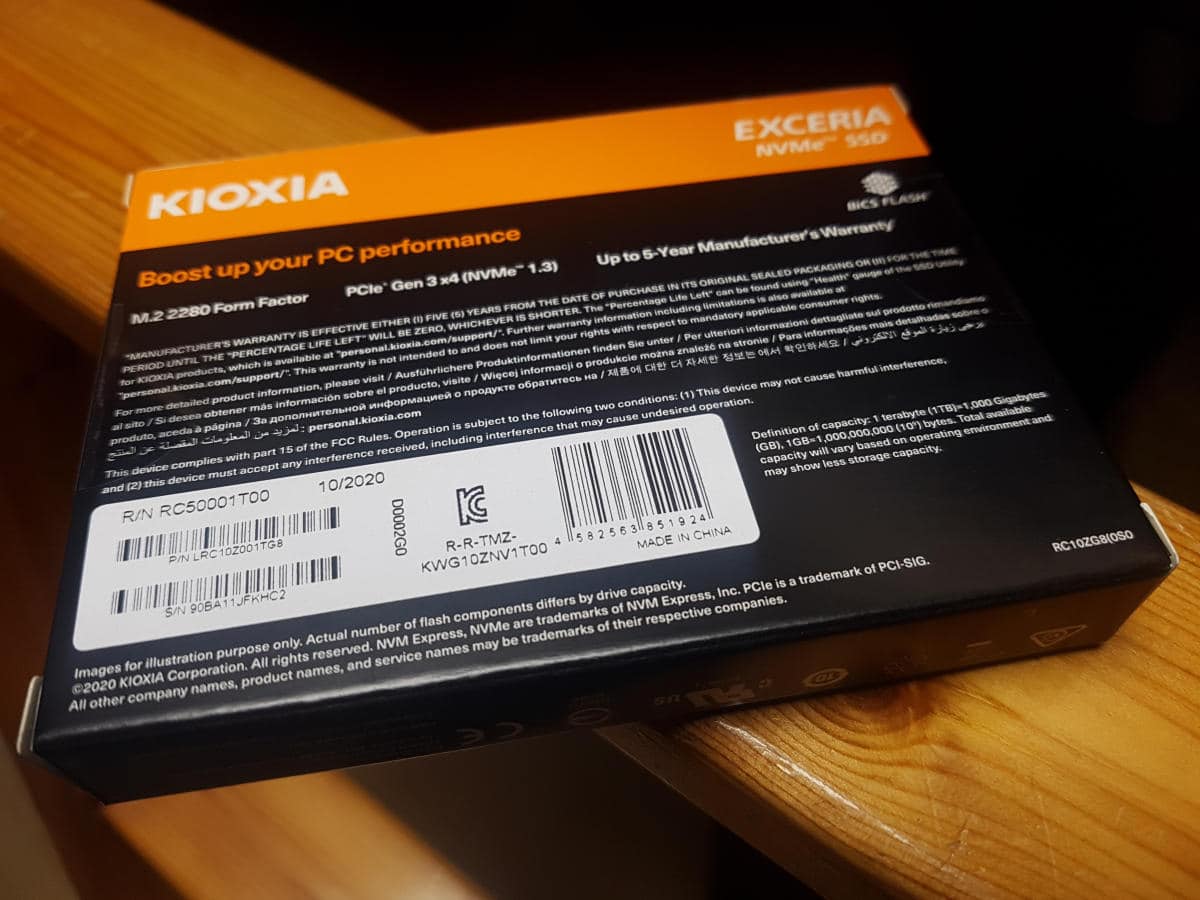 KIOXIA
EXCERIA
NVMe™ SSD
BiCS FLASH™
Boost up your PC performance
M.2 2280 Form Factor
PCIe® Gen 3 x4 (NVMe™ 1.3)
Up to 5-Year Manufacturer's Warranty*
*MANUFACTURER'S WARRANTY IS EFFECTIVE EITHER (I) FIVE (5) YEARS FROM THE DATE OF PURCHASE IN ITS ORIGINAL SEALED PACKAGING OR (II) FOR THE TIME
PERIOD UNTIL THE "PERCENTAGE LIFE LEFT" WILL BE ZERO, WHICHEVER IS SHORTER. The "Percentage Life Left" can be found using "Health" gauge of the SSD Utility
for KIOXIA products, which is available at "personal.kioxia.com/support/". Further warranty information including limitations is also available at
"personal.kioxia.com/support/". This warranty is not intended to and does not limit your rights with respect to mandatory applicable consumer rights.
For more detailed product information, please visit / Ausführlichere Produktinformationen finden Sie unter / Per ulteriori informazioni dettagliate sul prodotto rimandiamo
al sito / Si desea obtener más información sobre el producto, visite / Więcej informacji o produkcie można znaleźć na stronie / Para informações mais detalhadas sobre o
produto, aceda à página / За дополнительной информацией о продукте обратитесь на / 제품에 대한 더 자세한 정보는 에서 확인하세요 / يرجى زيارة الموقع الإلكتروني
لمزيد من المعلومات المفصلة عن المنتج : personal.kioxia.com
This device complies with part 15 of the FCC Rules. Operation is subject to the following two conditions: (1) This device may not cause harmful interference,
and (2) this device must accept any interference received, including interference that may cause undesired operation.
Definition of capacity: 1 terabyte (1TB)=1,000 Gigabytes
(GB), 1GB=1,000,000,000 (10⁹) bytes. Total available
capacity will vary based on operating environment and
may show less storage capacity.
R/N RC50001T00
10/2020
P/N LRC10Z001TG8
S/N 90BA11JFKHC2
D0002G0
R-R-TMZ-
KWG10ZNV1T00
4 582563 851924
MADE IN CHINA
RC10ZG8(0S0
Images for illustration purpose only. Actual number of flash components differs by drive capacity.
©2020 KIOXIA Corporation. All rights reserved. NVM Express, NVMe are trademarks of NVM Express, Inc. PCIe is a trademark of PCI-SIG.
All other company names, product names, and service names may be trademarks of their respective companies.